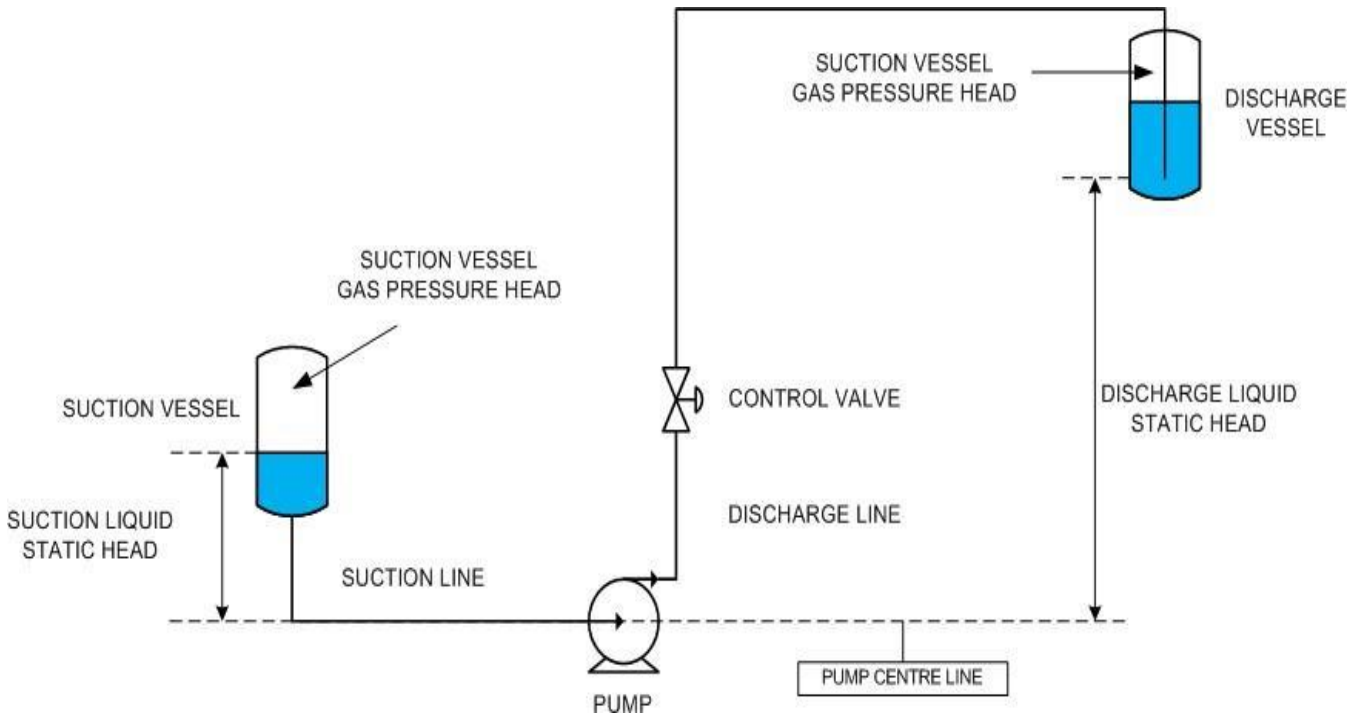 SUCTION VESSEL
GAS PRESSURE HEAD
DISCHARGE
VESSEL
SUCTION VESSEL
GAS PRESSURE HEAD
SUCTION VESSEL
CONTROL VALVE
DISCHARGE LIQUID
STATIC HEAD
SUCTION LIQUID
STATIC HEAD
DISCHARGE LINE
SUCTION LINE
PUMP CENTRE LINE
PUMP